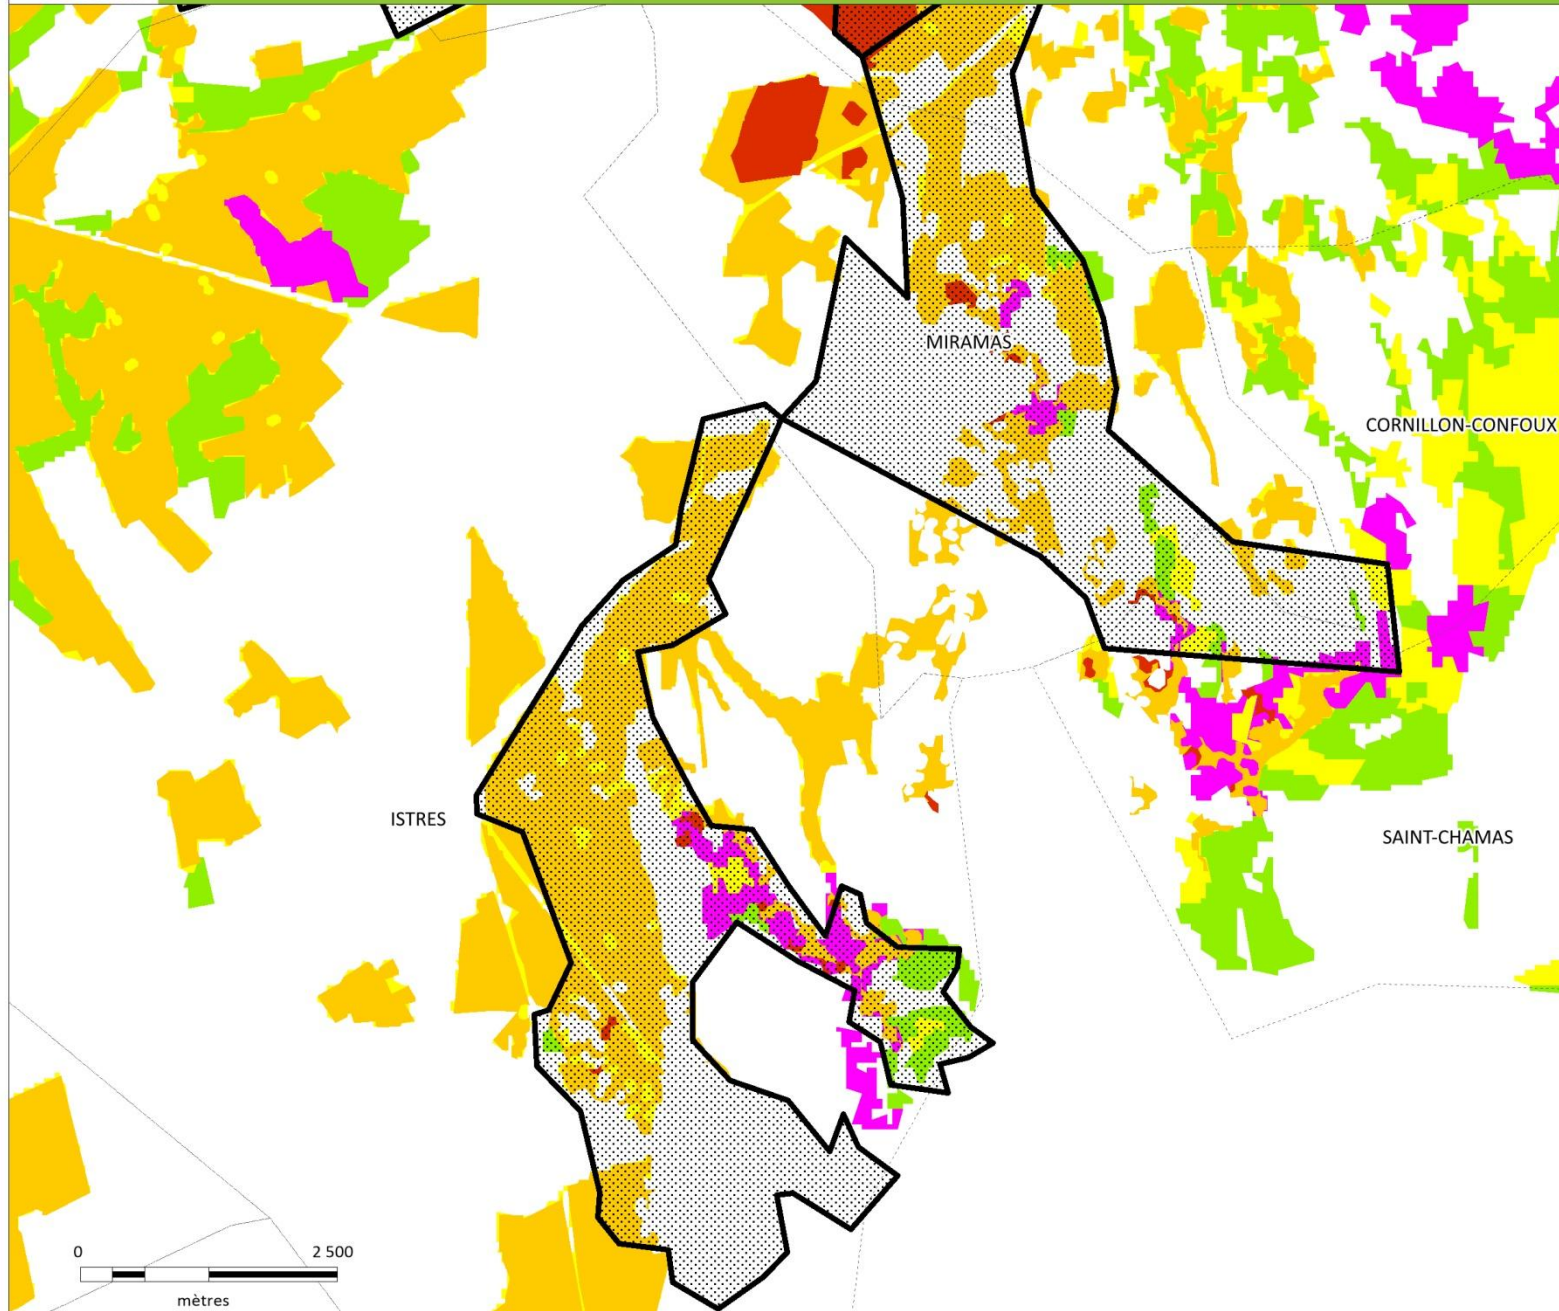 MIRAMAS
CORNILLON-CONFOUX
ISTRES
SAINT-CHAMAS
0 2 500
mètres